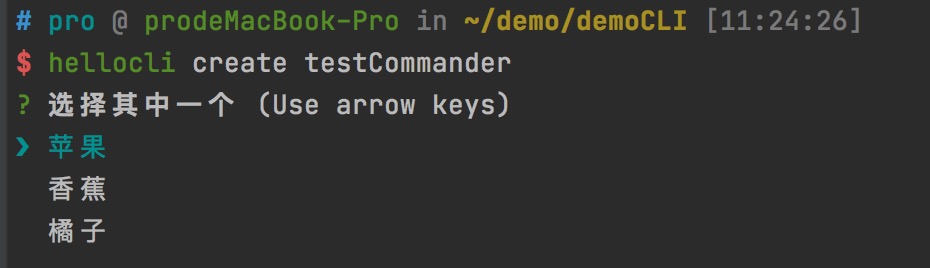 # pro @ prodeMacBook-Pro in ~/demo/demoCLI [11:24:26]
$ hellocli create testCommander
? 选择其中一个 (Use arrow keys)
❯ 苹果
香蕉
橘子